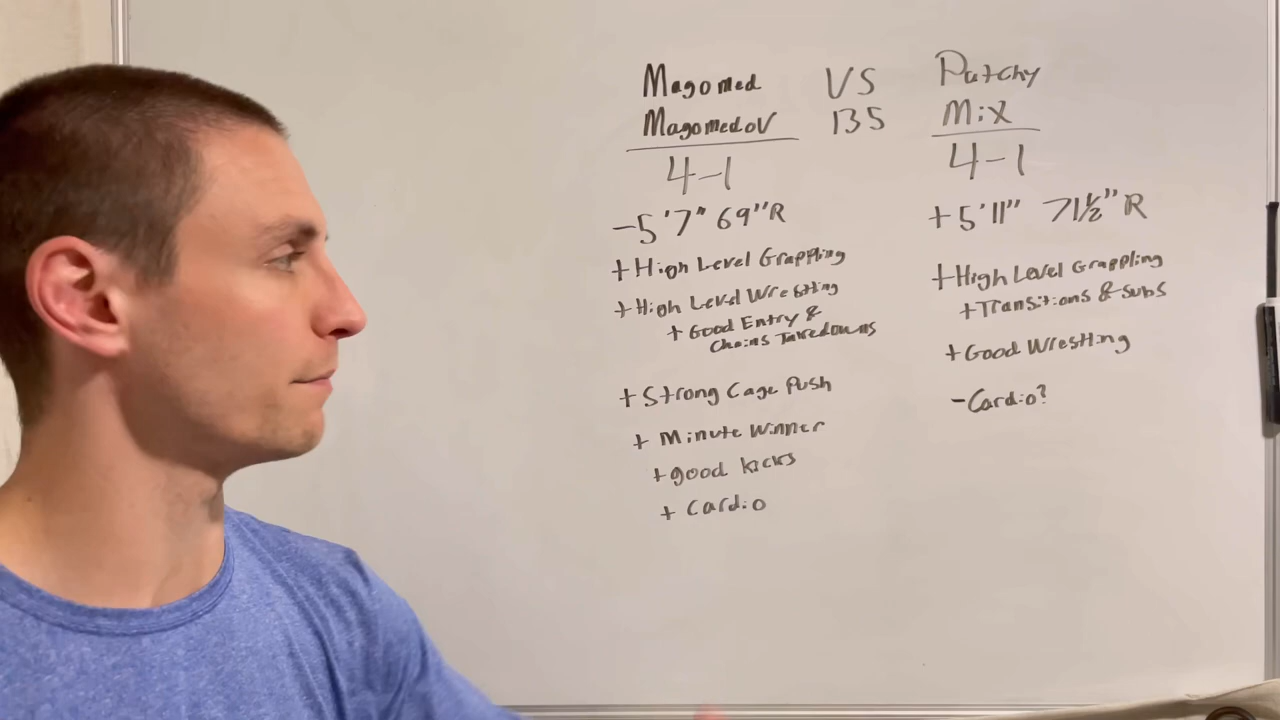 Magomed VS Patchy
Magomedov 135 Mix
4-1 4-1
-5'7" 69"R
+High Level Grappling
+High Level Wrestling
+ Good Entry &
Chains Takedowns
+ Strong Cage Push
+ Minute Winner
+good kicks
+ Cardio
+5'11" 71½" R
+High Level Grappling
+Transitions & Subs
+Good Wrestling
-Cardio?